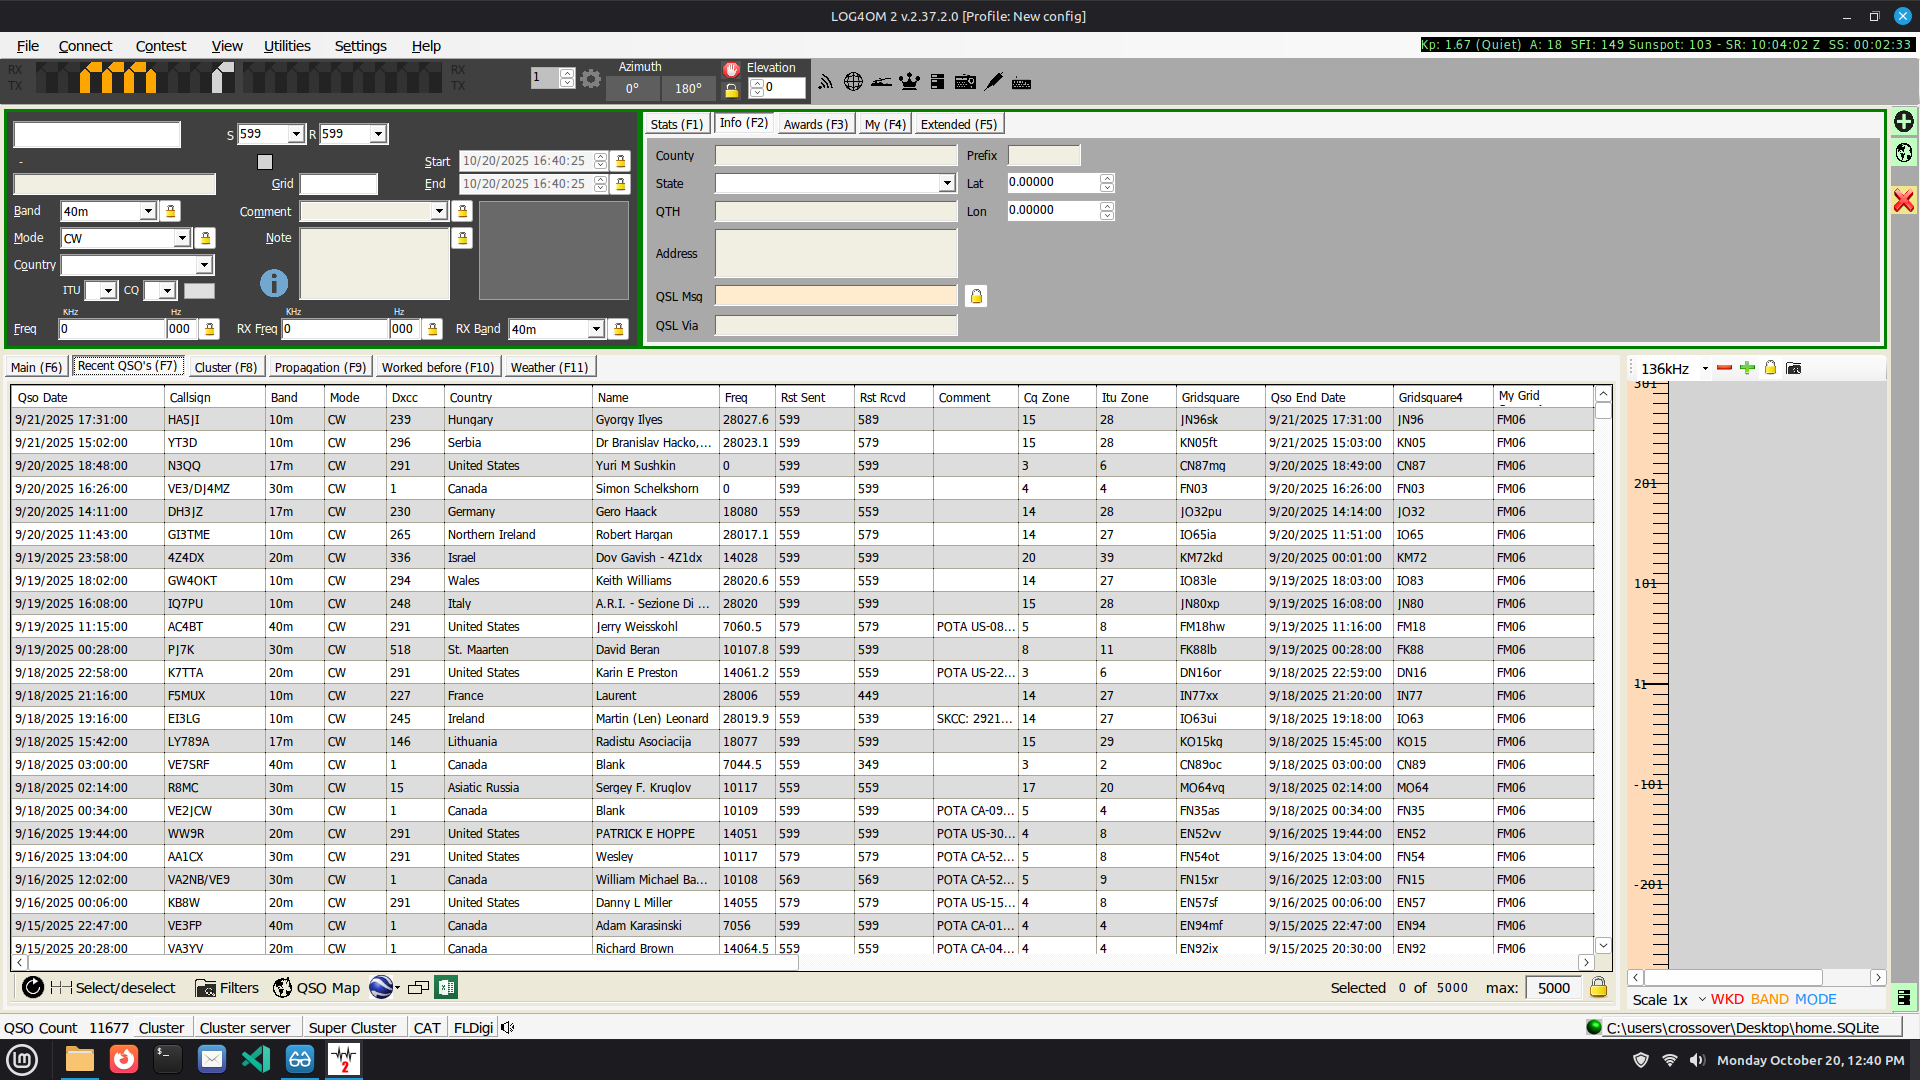 LOG4OM 2 v.2.37.2.0 [Profile: New config]
File Connect Contest View Utilities Settings Help
Kp: 1.67 (Quiet) A: 18 SFI: 149 Sunspot: 103 - SR: 10:04:02 Z SS: 00:02:33
RX TX RX TX 1 Azimuth 0° 180° Elevation 0
S 599 R 599
-
Start 10/20/2025 16:40:25
Grid End 10/20/2025 16:40:25
Band 40m Comment
Mode CW Note
Country
ITU CQ
KHz Hz KHz Hz
Freq 0 000 RX Freq 0 000 RX Band 40m
Stats (F1) Info (F2) Awards (F3) My (F4) Extended (F5)
County Prefix
State Lat 0.00000
QTH Lon 0.00000
Address
QSL Msg
QSL Via
Main (F6) Recent QSO's (F7) Cluster (F8) Propagation (F9) Worked before (F10) Weather (F11)
Qso Date Callsign Band Mode Dxcc Country Name Freq Rst Sent Rst Rcvd Comment Cq Zone Itu Zone Gridsquare Qso End Date Gridsquare4 My Grid
9/21/2025 17:31:00 HA5JI 10m CW 239 Hungary Gyorgy Ilyes 28027.6 599 589 15 28 JN96sk 9/21/2025 17:31:00 JN96 FM06
9/21/2025 15:02:00 YT3D 10m CW 296 Serbia Dr Branislav Hacko,... 28023.1 599 579 15 28 KN05ft 9/21/2025 15:03:00 KN05 FM06
9/20/2025 18:48:00 N3QQ 17m CW 291 United States Yuri M Sushkin 0 599 599 3 6 CN87mq 9/20/2025 18:49:00 CN87 FM06
9/20/2025 16:26:00 VE3/DJ4MZ 30m CW 1 Canada Simon Schelkshorn 0 599 599 4 4 FN03 9/20/2025 16:26:00 FN03 FM06
9/20/2025 14:11:00 DH3JZ 17m CW 230 Germany Gero Haack 18080 599 599 14 28 JO32pu 9/20/2025 14:14:00 JO32 FM06
9/20/2025 11:43:00 GI3TME 10m CW 265 Northern Ireland Robert Hargan 28017.1 559 579 14 27 IO65ia 9/20/2025 11:51:00 IO65 FM06
9/19/2025 23:58:00 4Z4DX 20m CW 336 Israel Dov Gavish - 4Z1dx 14028 599 599 20 39 KM72kd 9/20/2025 00:01:00 KM72 FM06
9/19/2025 18:02:00 GW4OKT 10m CW 294 Wales Keith Williams 28020.6 559 559 14 27 IO83le 9/19/2025 18:03:00 IO83 FM06
9/19/2025 16:08:00 IQ7PU 10m CW 248 Italy A.R.I. - Sezione Di ... 28020 599 599 15 28 JN80xp 9/19/2025 16:08:00 JN80 FM06
9/19/2025 11:15:00 AC4BT 40m CW 291 United States Jerry Weisskohl 7060.5 579 579 POTA US-08... 5 8 FM18hw 9/19/2025 11:16:00 FM18 FM06
9/19/2025 00:28:00 PJ7K 30m CW 518 St. Maarten David Beran 10107.8 599 599 8 11 FK88lb 9/19/2025 00:28:00 FK88 FM06
9/18/2025 22:58:00 K7TTA 20m CW 291 United States Karin E Preston 14061.2 599 559 POTA US-22... 3 6 DN16or 9/18/2025 22:59:00 DN16 FM06
9/18/2025 21:16:00 F5MUX 10m CW 227 France Laurent 28006 559 449 14 27 IN77xx 9/18/2025 21:20:00 IN77 FM06
9/18/2025 19:16:00 EI3LG 10m CW 245 Ireland Martin (Len) Leonard 28019.9 559 539 SKCC: 2921... 14 27 IO63ui 9/18/2025 19:18:00 IO63 FM06
9/18/2025 15:42:00 LY789A 17m CW 146 Lithuania Radistu Asociacija 18077 599 599 15 29 KO15kq 9/18/2025 15:45:00 KO15 FM06
9/18/2025 03:00:00 VE7SRF 40m CW 1 Canada Blank 7044.5 559 349 3 2 CN89oc 9/18/2025 03:00:00 CN89 FM06
9/18/2025 02:14:00 R8MC 30m CW 15 Asiatic Russia Sergey F. Kruglov 10117 559 559 17 20 MO64vq 9/18/2025 02:14:00 MO64 FM06
9/18/2025 00:34:00 VE2JCW 30m CW 1 Canada Blank 10109 599 599 POTA CA-09... 5 4 FN35as 9/18/2025 00:34:00 FN35 FM06
9/16/2025 19:44:00 WW9R 20m CW 291 United States PATRICK E HOPPE 14051 599 599 POTA US-30... 4 8 EN52vv 9/16/2025 19:44:00 EN52 FM06
9/16/2025 13:04:00 AA1CX 30m CW 291 United States Wesley 10117 579 579 POTA CA-52... 5 8 FN54ot 9/16/2025 13:04:00 FN54 FM06
9/16/2025 12:02:00 VA2NB/VE9 30m CW 1 Canada William Michael Ba... 10108 569 569 POTA CA-52... 5 9 FN15xr 9/16/2025 12:03:00 FN15 FM06
9/16/2025 00:06:00 KB8W 20m CW 291 United States Danny L Miller 14055 579 579 POTA US-15... 4 8 EN57sf 9/16/2025 00:06:00 EN57 FM06
9/15/2025 22:47:00 VE3FP 40m CW 1 Canada Adam Karasinski 7056 599 599 POTA CA-01... 4 4 EN94mf 9/15/2025 22:47:00 EN94 FM06
9/15/2025 20:28:00 VA3YV 20m CW 1 Canada Richard Brown 14064.5 559 559 POTA CA-04... 4 4 EN92ix 9/15/2025 20:30:00 EN92 FM06
Select/deselect Filters QSO Map Selected 0 of 5000 max: 5000
136kHz
301
201
101
1
-101
-201
Scale 1x WKD BAND MODE
QSO Count 11677 Cluster Cluster server Super Cluster CAT FLDigi C:\users\crossover\Desktop\home.SQLite
2 Monday October 20, 12:40 PM